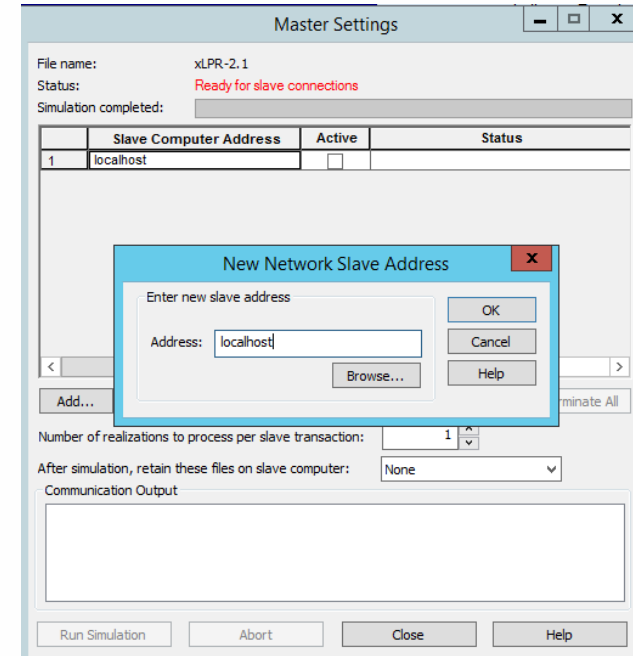 Master Settings
File name: xLPR-2.1
Status: Ready for slave connections
Simulation completed:
Slave Computer Address Active Status
1 localhost
New Network Slave Address
Enter new slave address
OK
Address: localhost
Cancel
Browse...
Help
Add...
Number of realizations to process per slave transaction: 1
After simulation, retain these files on slave computer: None
Communication Output
Run Simulation Abort Close Help